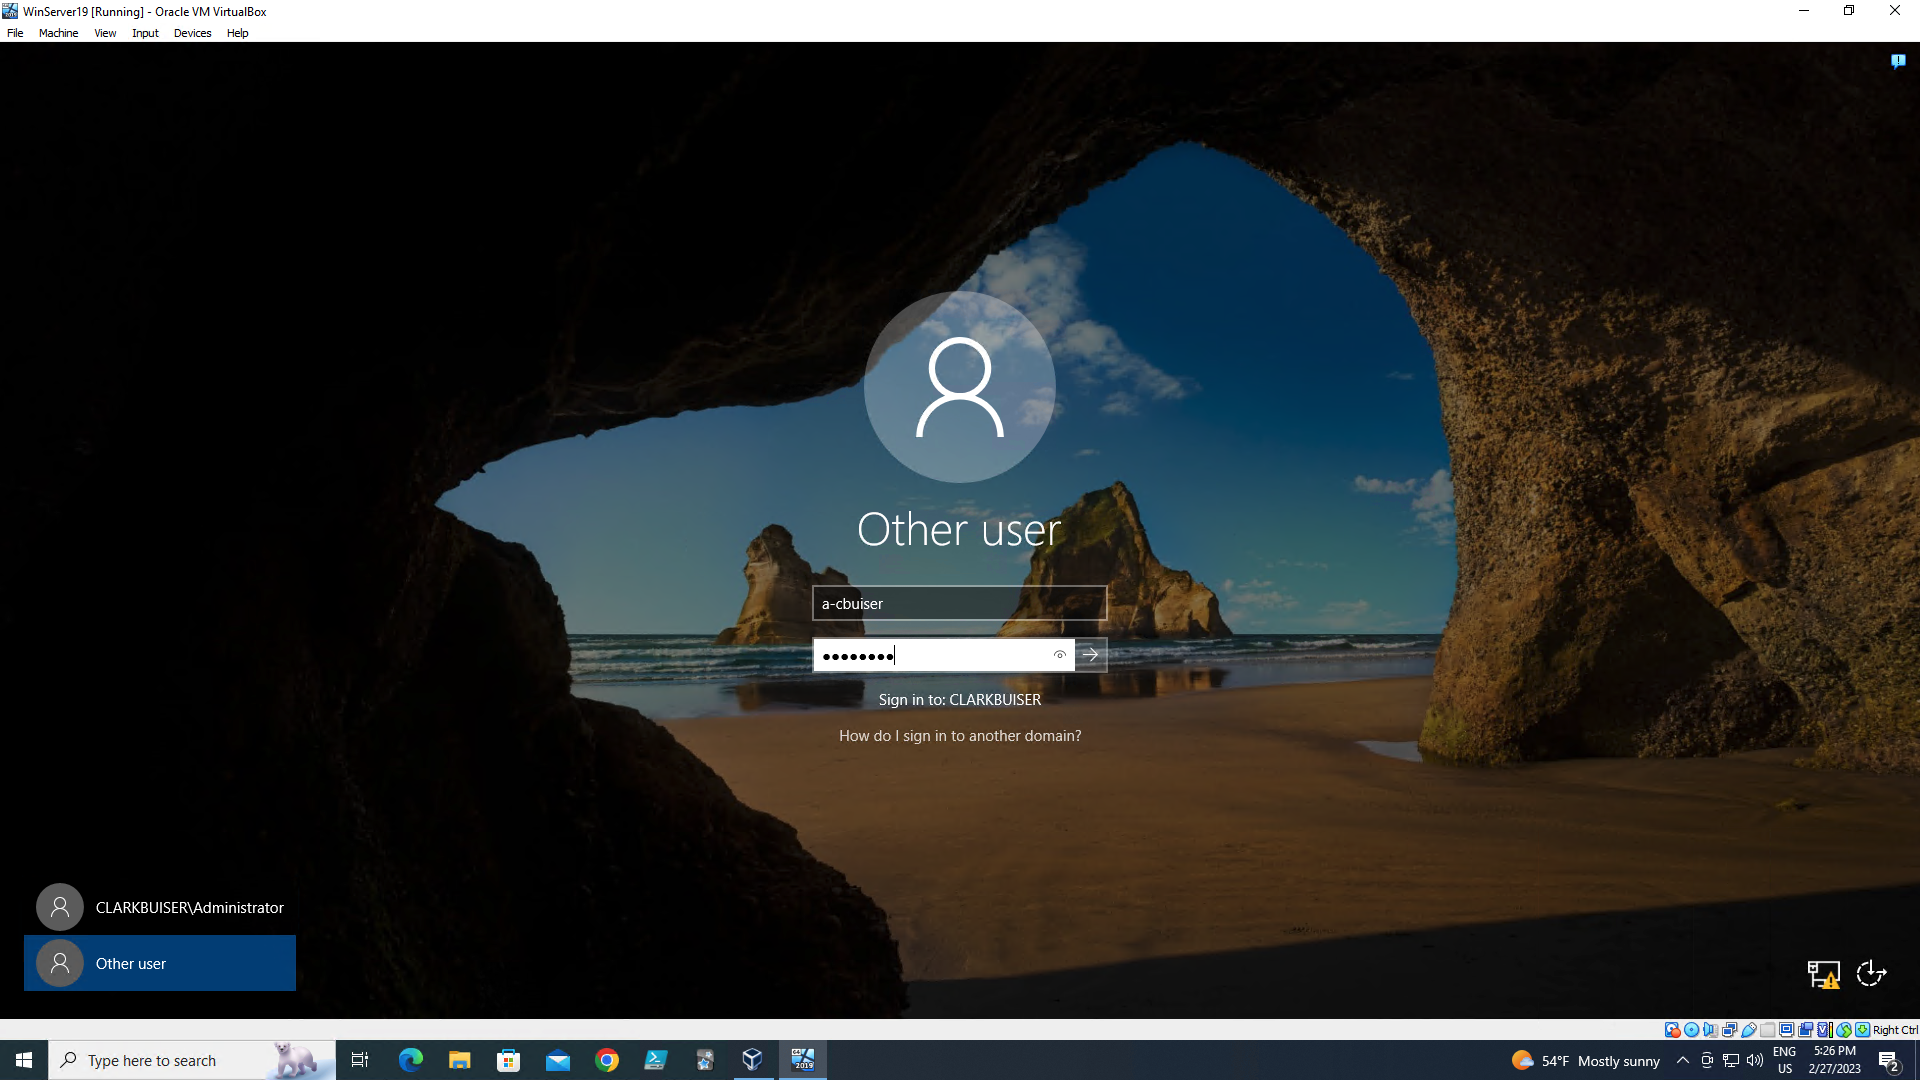 WinServer19 [Running] - Oracle VM VirtualBox
File Machine View Input Devices Help
Other user
a-cbuiser
Sign in to: CLARKBUISER
How do I sign in to another domain?
CLARKBUISER\Administrator
Other user
Right Ctrl
Type here to search
2019
54°F Mostly sunny
ENG
US
5:26 PM
2/27/2023
2